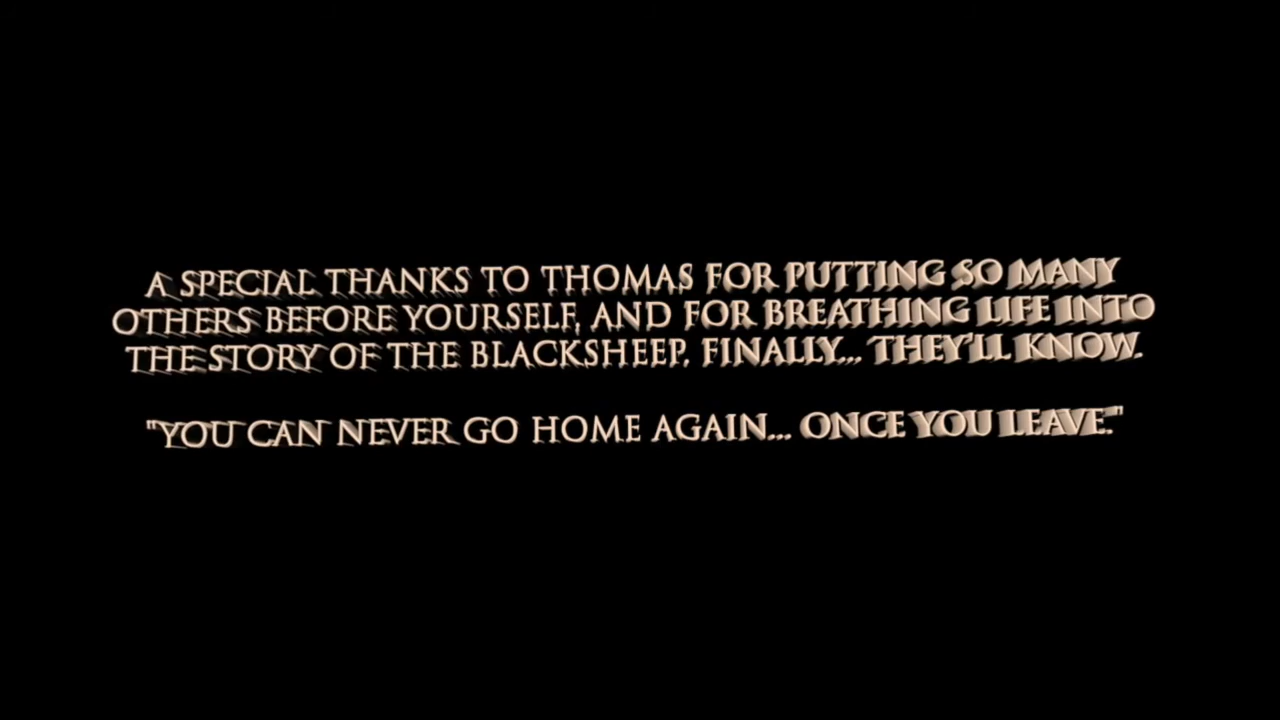 A SPECIAL THANKS TO THOMAS FOR PUTTING SO MANY
OTHERS BEFORE YOURSELF, AND FOR BREATHING LIFE INTO
THE STORY OF THE BLACKSHEEP. FINALLY... THEY'LL KNOW.
"YOU CAN NEVER GO HOME AGAIN... ONCE YOU LEAVE."